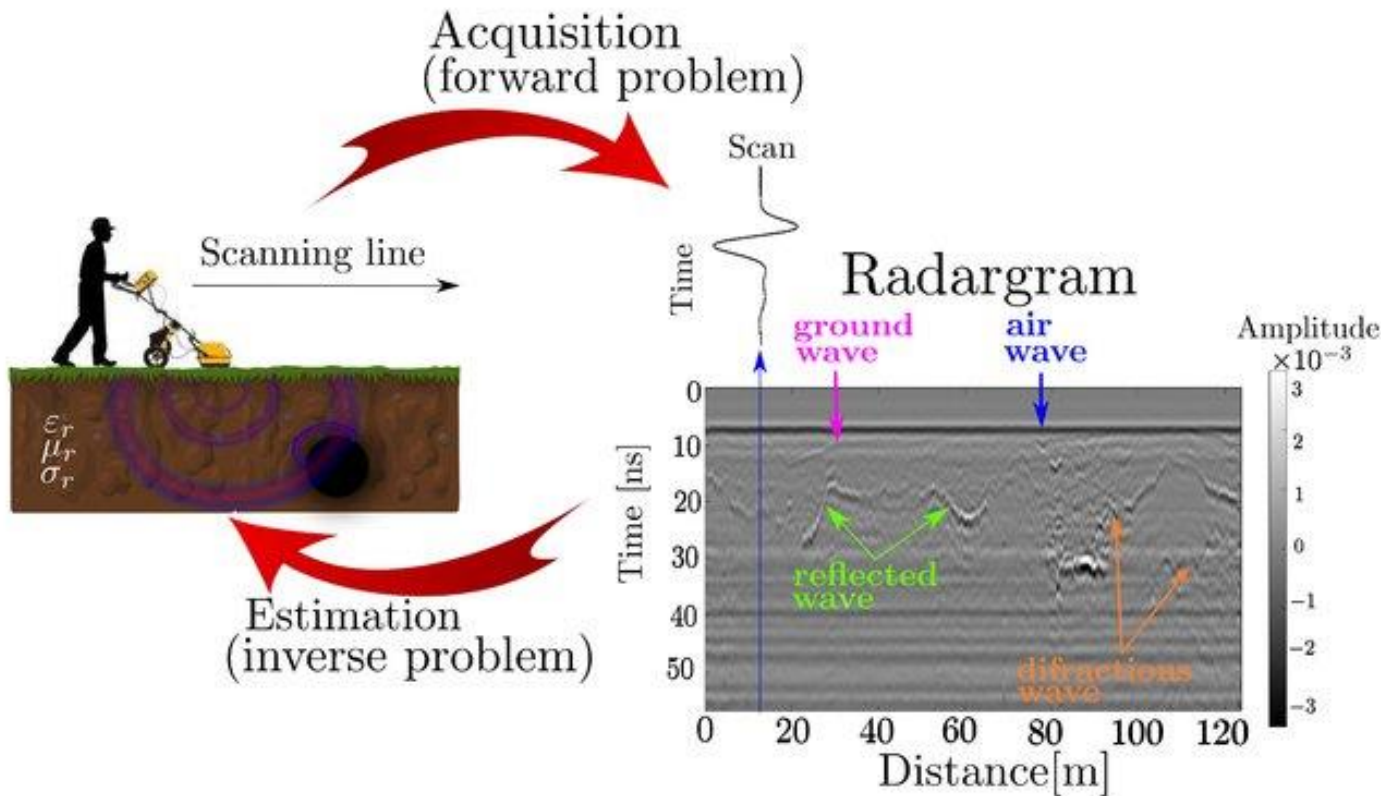 Acquisition
(forward problem)
Scan
Time
Scanning line
Radargram
ground
wave
air
wave
Amplitude
×10⁻³
εr
μr
σr
0
10
20
30
40
50
Time [ns]
reflected
wave
difractions
wave
3
2
1
0
−1
−2
−3
0 20 40 60 80 100 120
Distance[m]
Estimation
(inverse problem)